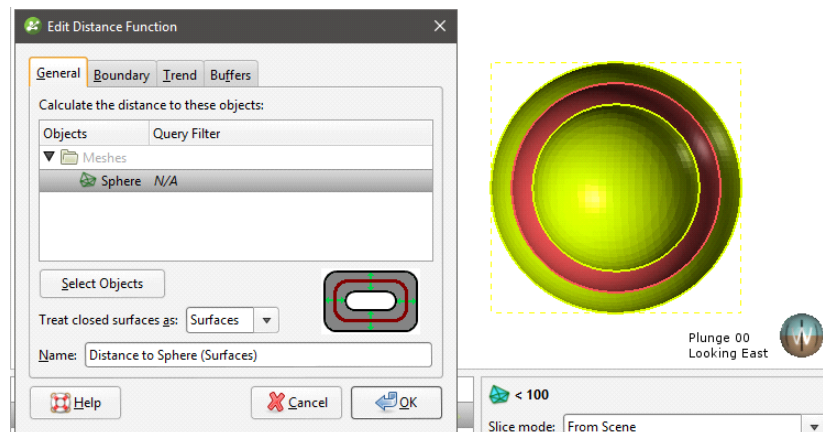 Edit Distance Function
General Boundary Trend Buffers
Calculate the distance to these objects:
Objects Query Filter
Meshes
Sphere N/A
Select Objects
Treat closed surfaces as: Surfaces
Name: Distance to Sphere (Surfaces)
Help Cancel OK
Plunge 00
Looking East
< 100
Slice mode: From Scene